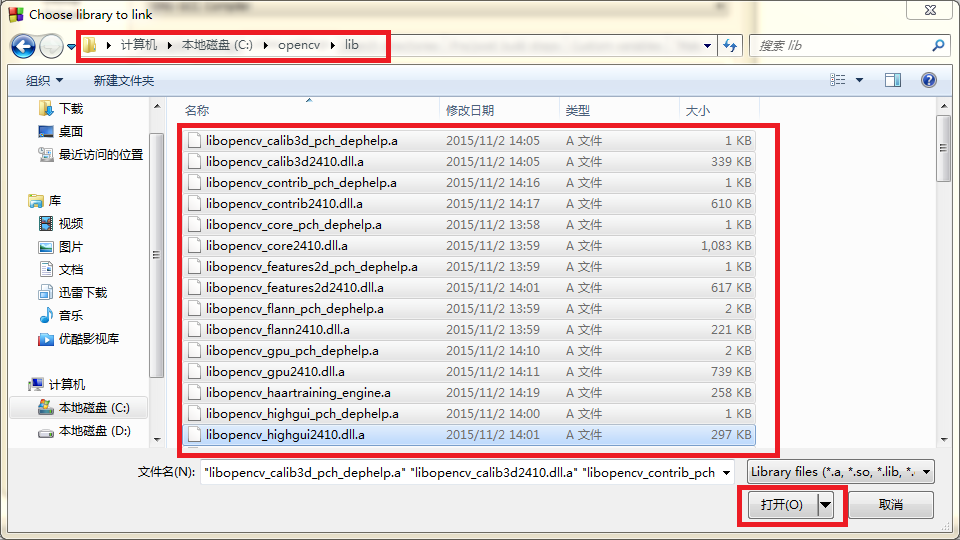 Choose library to link
计算机 本地磁盘 (C:) opencv lib
搜索 lib
组织 新建文件夹
名称 修改日期 类型 大小
下载
桌面
最近访问的位置
库
视频
图片
文档
迅雷下载
音乐
优酷影视库
计算机
本地磁盘 (C:)
本地磁盘 (D:)
libopencv_calib3d_pch_dephelp.a 2015/11/2 14:05 A 文件 1 KB
libopencv_calib3d2410.dll.a 2015/11/2 14:05 A 文件 339 KB
libopencv_contrib_pch_dephelp.a 2015/11/2 14:16 A 文件 1 KB
libopencv_contrib2410.dll.a 2015/11/2 14:17 A 文件 610 KB
libopencv_core_pch_dephelp.a 2015/11/2 13:58 A 文件 1 KB
libopencv_core2410.dll.a 2015/11/2 13:59 A 文件 1,083 KB
libopencv_features2d_pch_dephelp.a 2015/11/2 13:59 A 文件 1 KB
libopencv_features2d2410.dll.a 2015/11/2 14:01 A 文件 617 KB
libopencv_flann_pch_dephelp.a 2015/11/2 13:59 A 文件 2 KB
libopencv_flann2410.dll.a 2015/11/2 13:59 A 文件 221 KB
libopencv_gpu_pch_dephelp.a 2015/11/2 14:10 A 文件 2 KB
libopencv_gpu2410.dll.a 2015/11/2 14:11 A 文件 739 KB
libopencv_haartraining_engine.a 2015/11/2 14:19 A 文件 258 KB
libopencv_highgui_pch_dephelp.a 2015/11/2 14:00 A 文件 1 KB
libopencv_highgui2410.dll.a 2015/11/2 14:01 A 文件 297 KB
文件名(N): "libopencv_calib3d_pch_dephelp.a" "libopencv_calib3d2410.dll.a" "libopencv_contrib_pch
Library files (*.a, *.so, *.lib, *.
打开(O) 取消